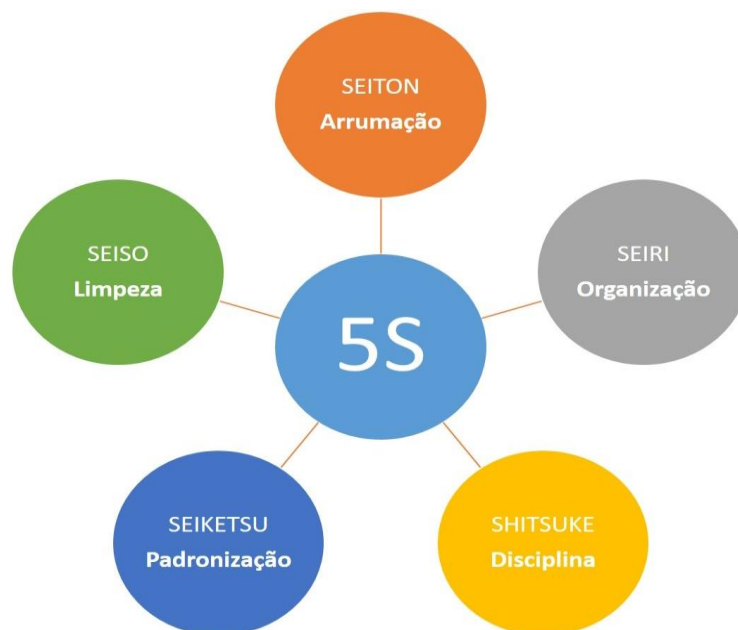 SEITON
Arrumação
SEISO
Limpeza
SEIRI
Organização
5S
SEIKETSU
Padronização
SHITSUKE
Disciplina